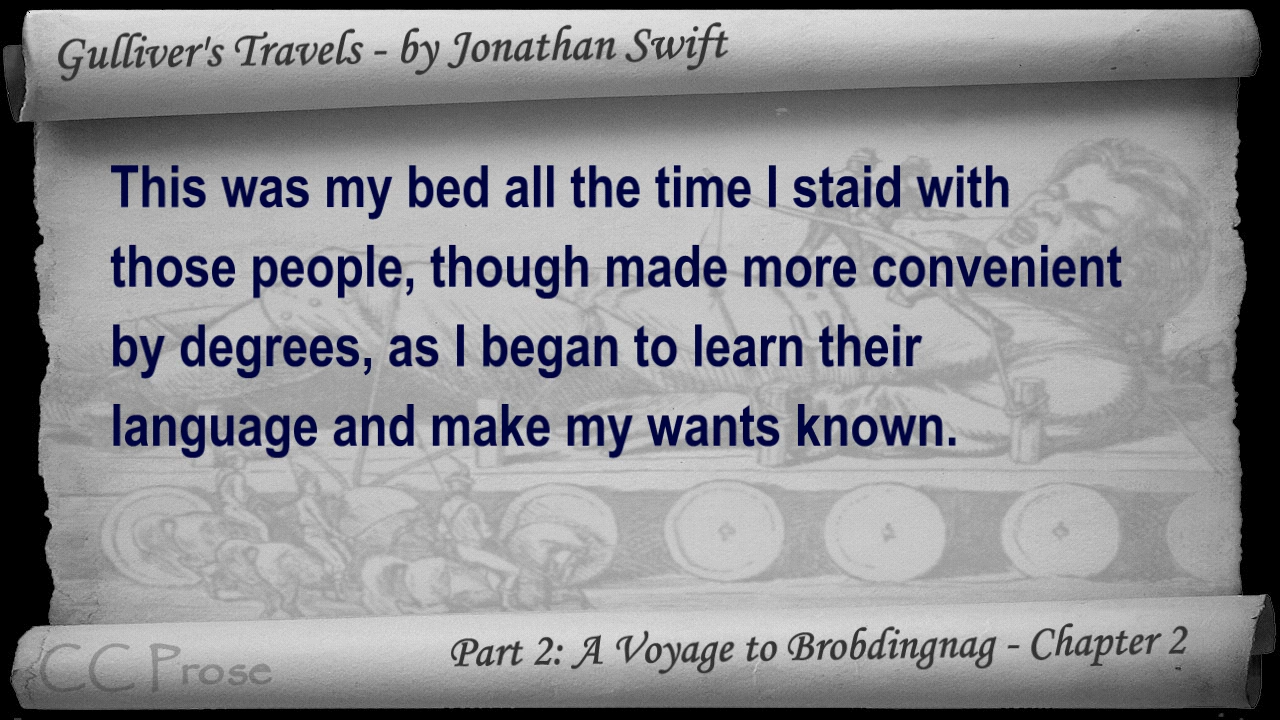 Gulliver's Travels - by Jonathan Swift
This was my bed all the time I staid with
those people, though made more convenient
by degrees, as I began to learn their
language and make my wants known.
Part 2: A Voyage to Brobdingnag - Chapter 2
CC Prose